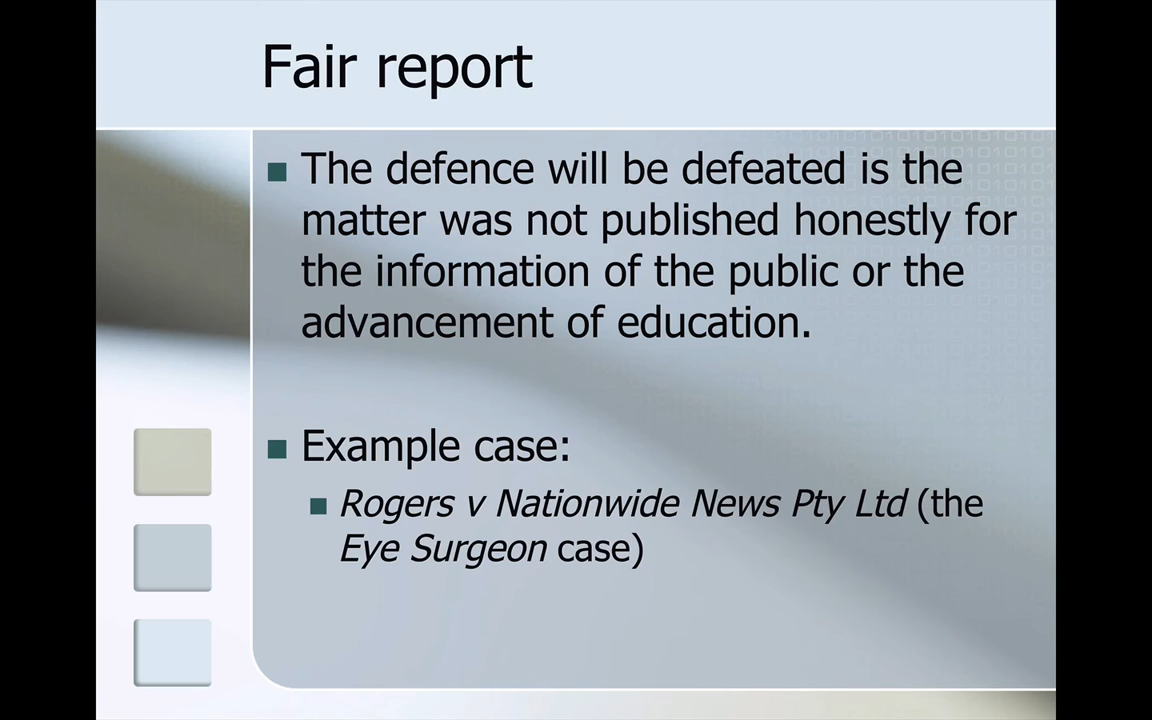 Fair report
The defence will be defeated is the
matter was not published honestly for
the information of the public or the
advancement of education.
Example case:
Rogers v Nationwide News Pty Ltd (the
Eye Surgeon case)